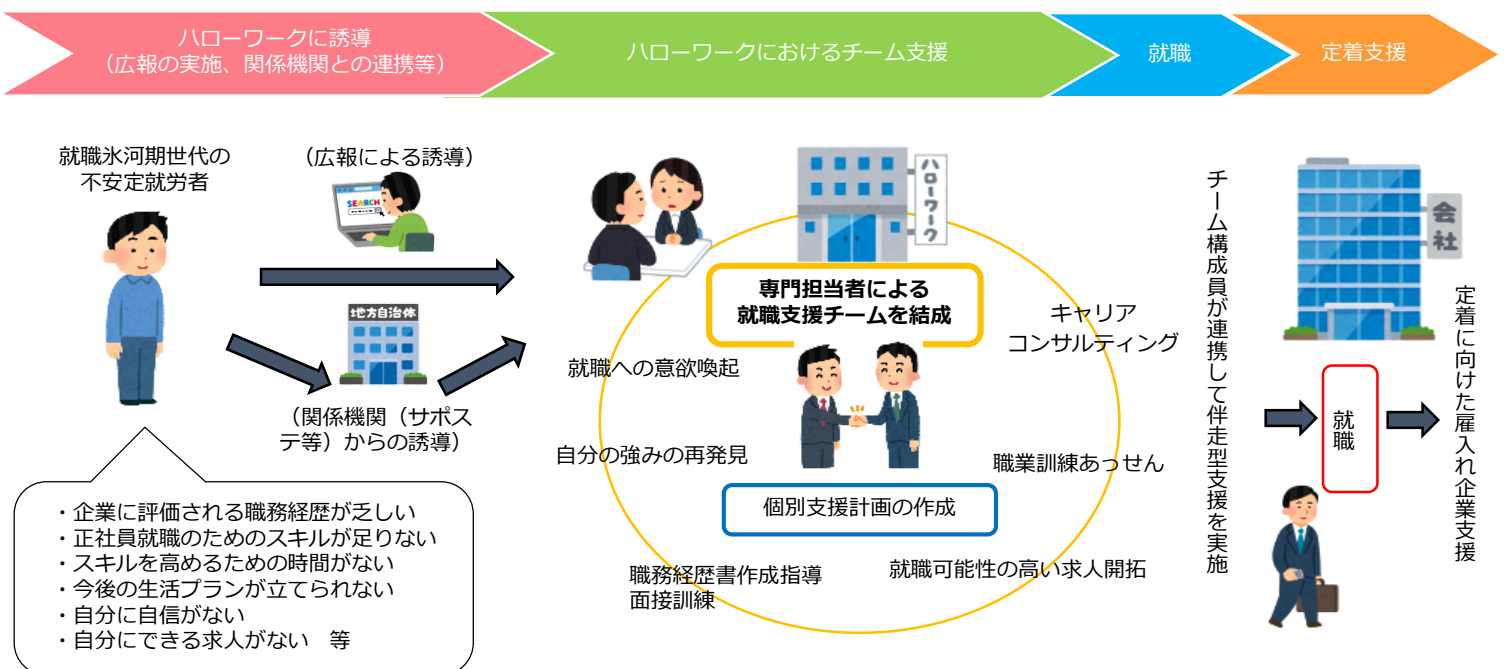 ハローワークに誘導
（広報の実施、関係機関との連携等）
ハローワークにおけるチーム支援
就職
定着支援
就職氷河期世代の
不安定就労者
（広報による誘導）
SEARCH
地方自治体
（関係機関（サポス
テ等）からの誘導）
・企業に評価される職務経歴が乏しい
・正社員就職のためのスキルが足りない
・スキルを高めるための時間がない
・今後の生活プランが立てられない
・自分に自信がない
・自分にできる求人がない　等
ハローワーク
専門担当者による
就職支援チームを結成
就職への意欲喚起
自分の強みの再発見
キャリア
コンサルティング
職業訓練あっせん
個別支援計画の作成
職務経歴書作成指導
面接訓練
就職可能性の高い求人開拓
チーム構成員が連携して伴走型支援を実施
会社
就職
定着に向けた雇入れ企業支援